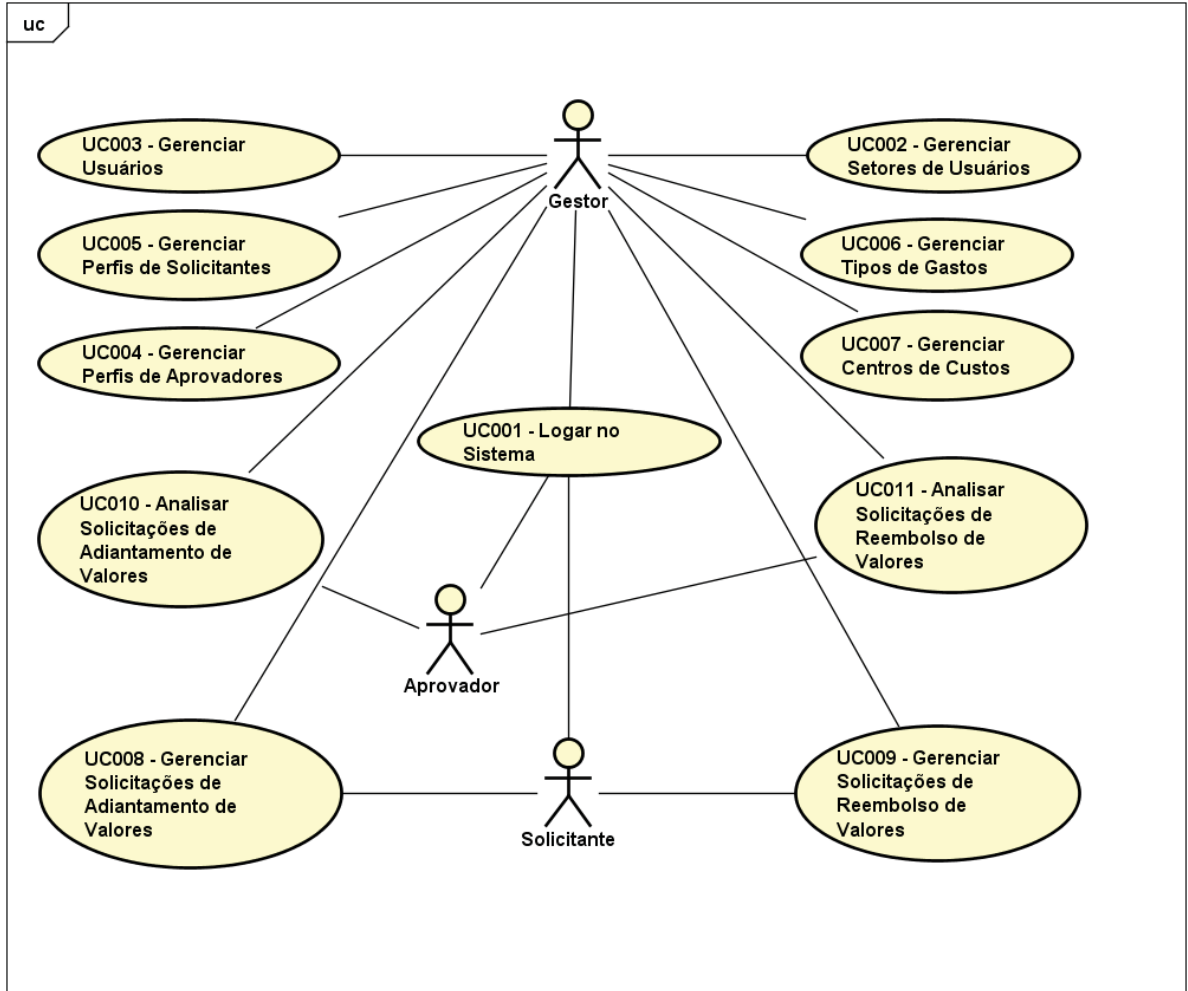 uc
Gestor
UC003 - Gerenciar
Usuários
UC002 - Gerenciar
Setores de Usuários
UC005 - Gerenciar
Perfis de Solicitantes
UC006 - Gerenciar
Tipos de Gastos
UC004 - Gerenciar
Perfis de Aprovadores
UC007 - Gerenciar
Centros de Custos
UC001 - Logar no
Sistema
UC010 - Analisar
Solicitações de
Adiantamento de
Valores
UC011 - Analisar
Solicitações de
Reembolso de
Valores
Aprovador
UC008 - Gerenciar
Solicitações de
Adiantamento de
Valores
Solicitante
UC009 - Gerenciar
Solicitações de
Reembolso de
Valores